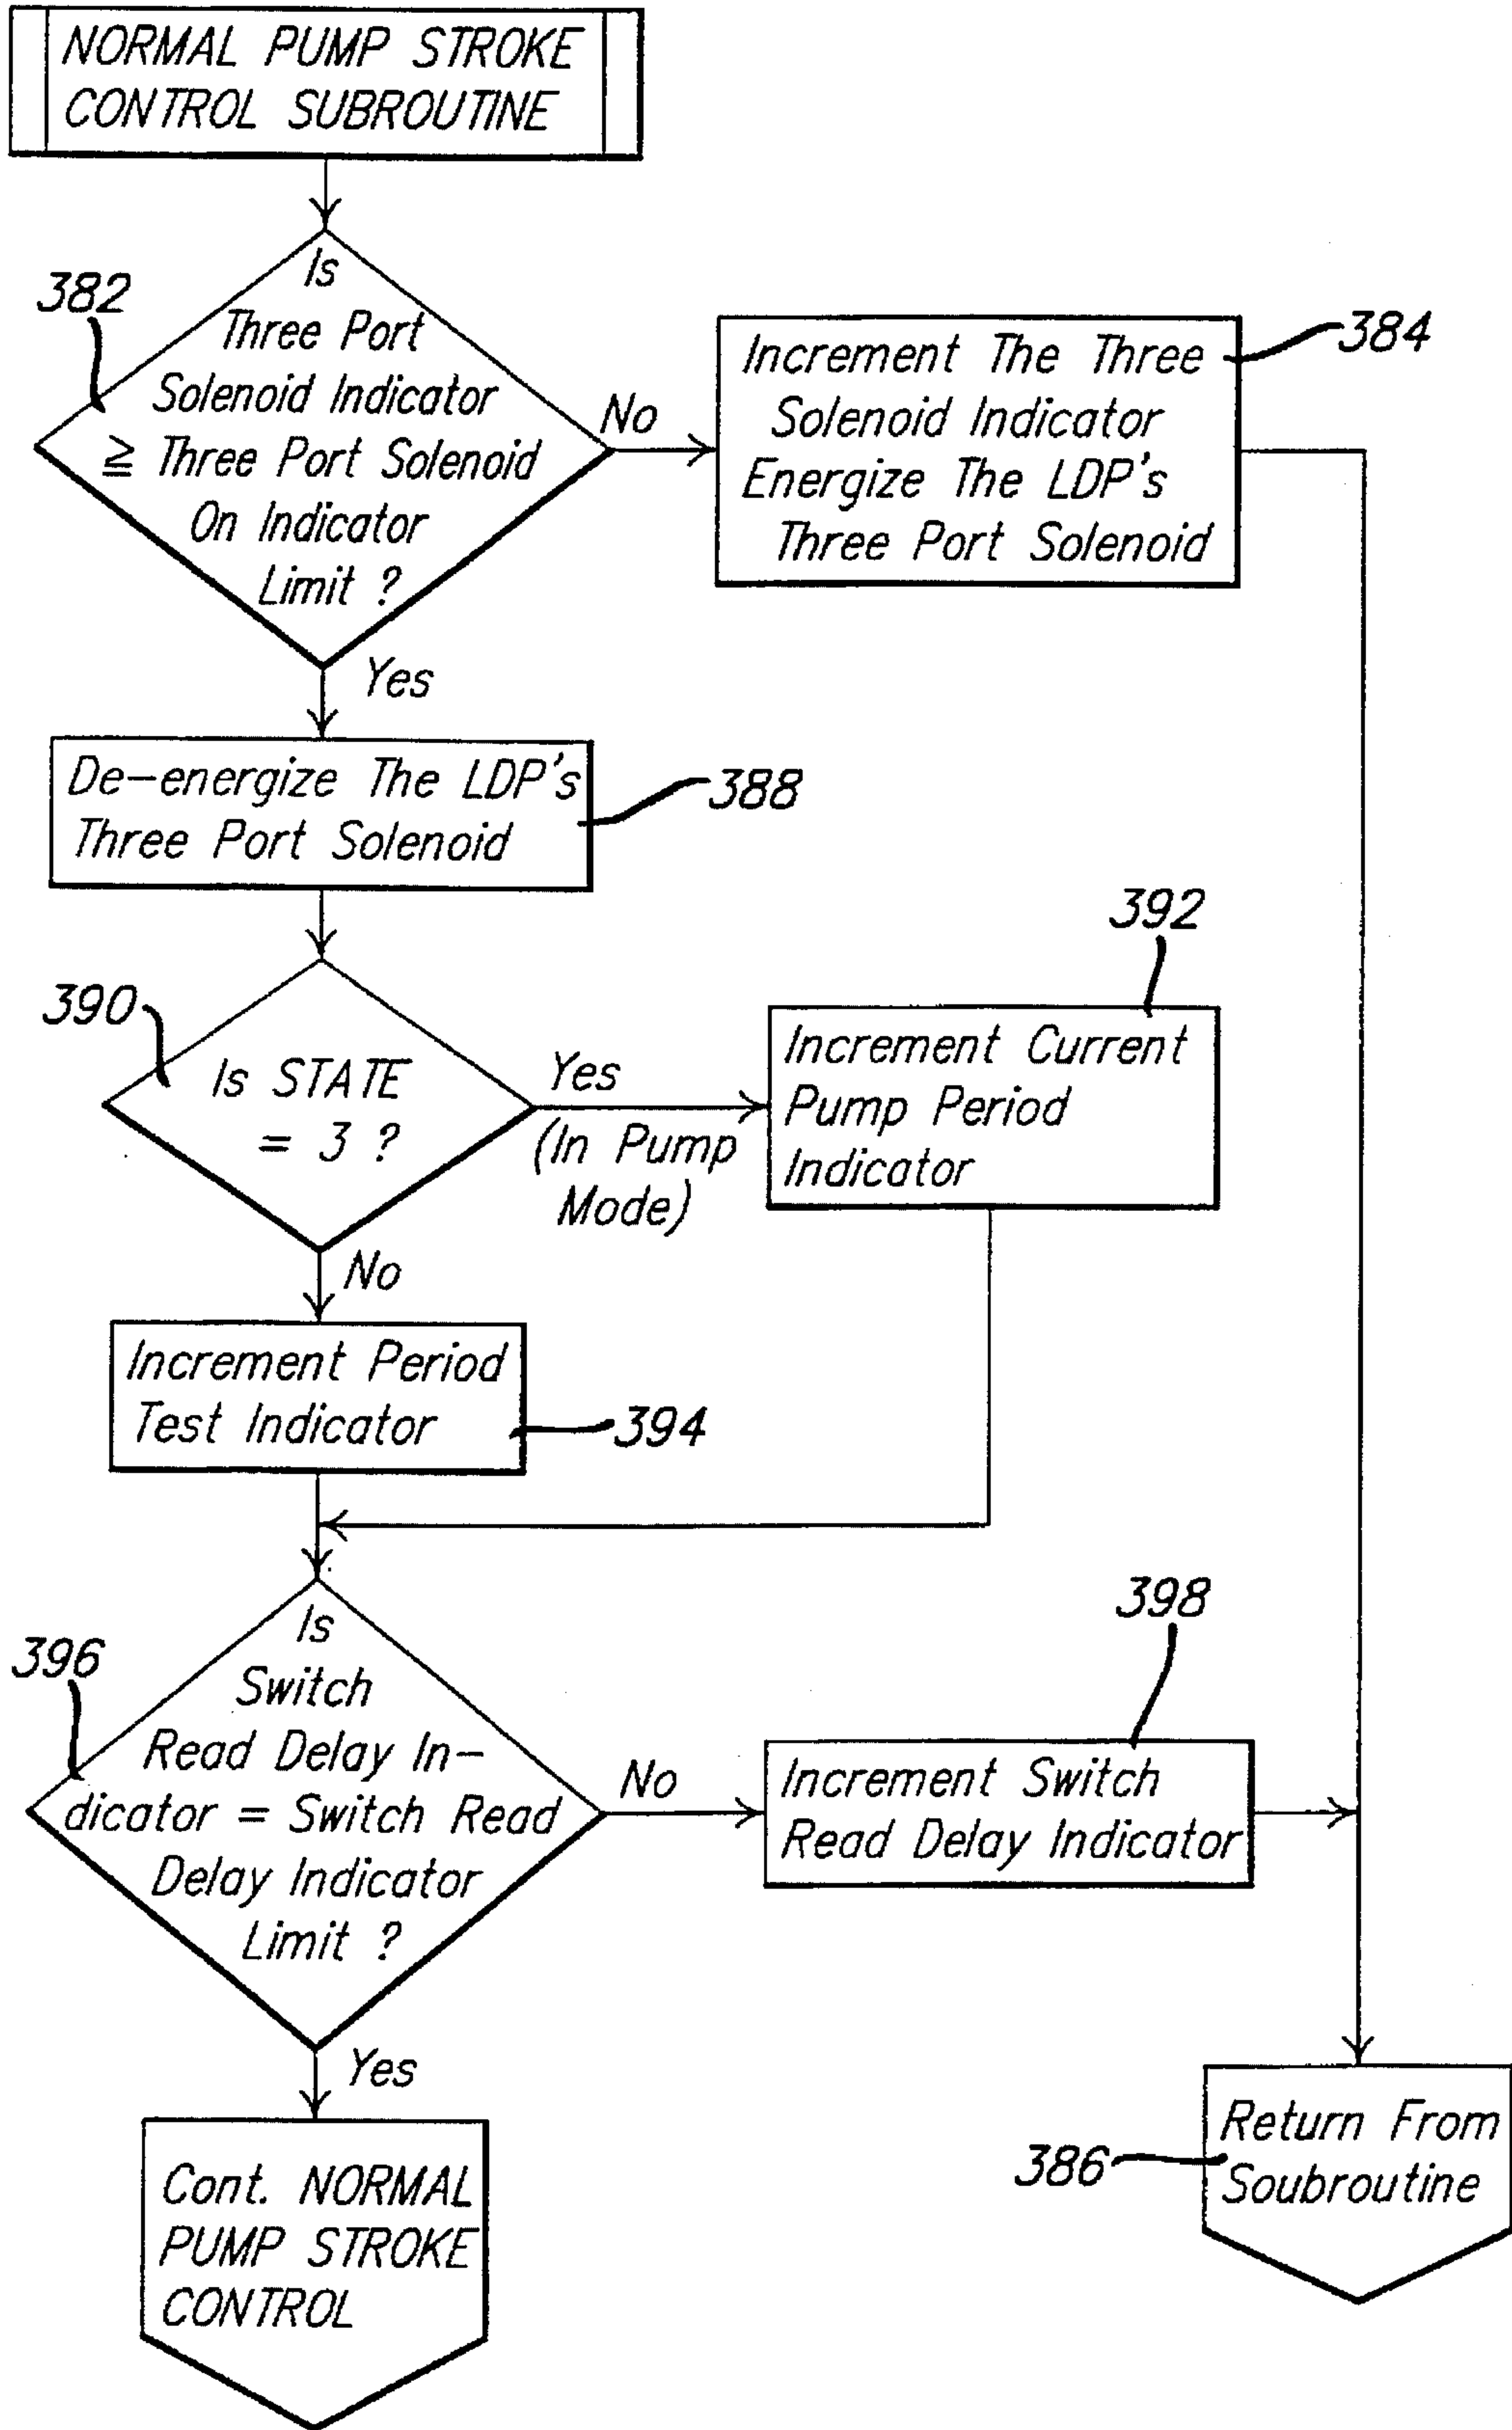 NORMAL PUMP STROKE
CONTROL SUBROUTINE
382
Is
Three Port
Solenoid Indicator
≧ Three Port Solenoid
On Indicator
Limit ?
No
Increment The Three
Solenoid Indicator
Energize The LDP's
Three Port Solenoid
384
Yes
De-energize The LDP's
Three Port Solenoid
388
390
Is STATE
= 3 ?
Yes
(In Pump
Mode)
392
Increment Current
Pump Period
Indicator
No
Increment Period
Test Indicator
394
396
Is
Switch
Read Delay In-
dicator = Switch Read
Delay Indicator
Limit ?
No
398
Increment Switch
Read Delay Indicator
Yes
Cont. NORMAL
PUMP STROKE
CONTROL
386
Return From
Soubroutine